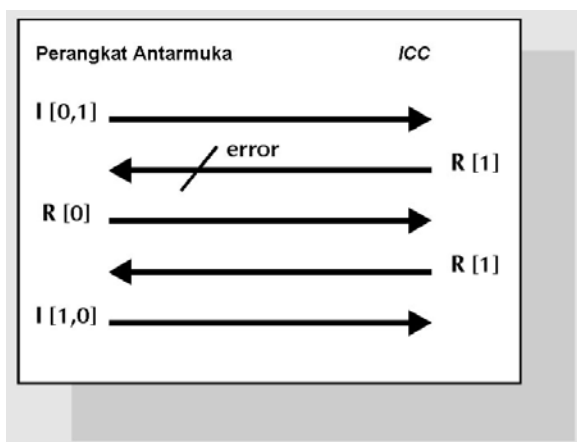 Perangkat Antarmuka ICC
I [0,1]
error
R [1]
R [0]
R [1]
I [1,0]